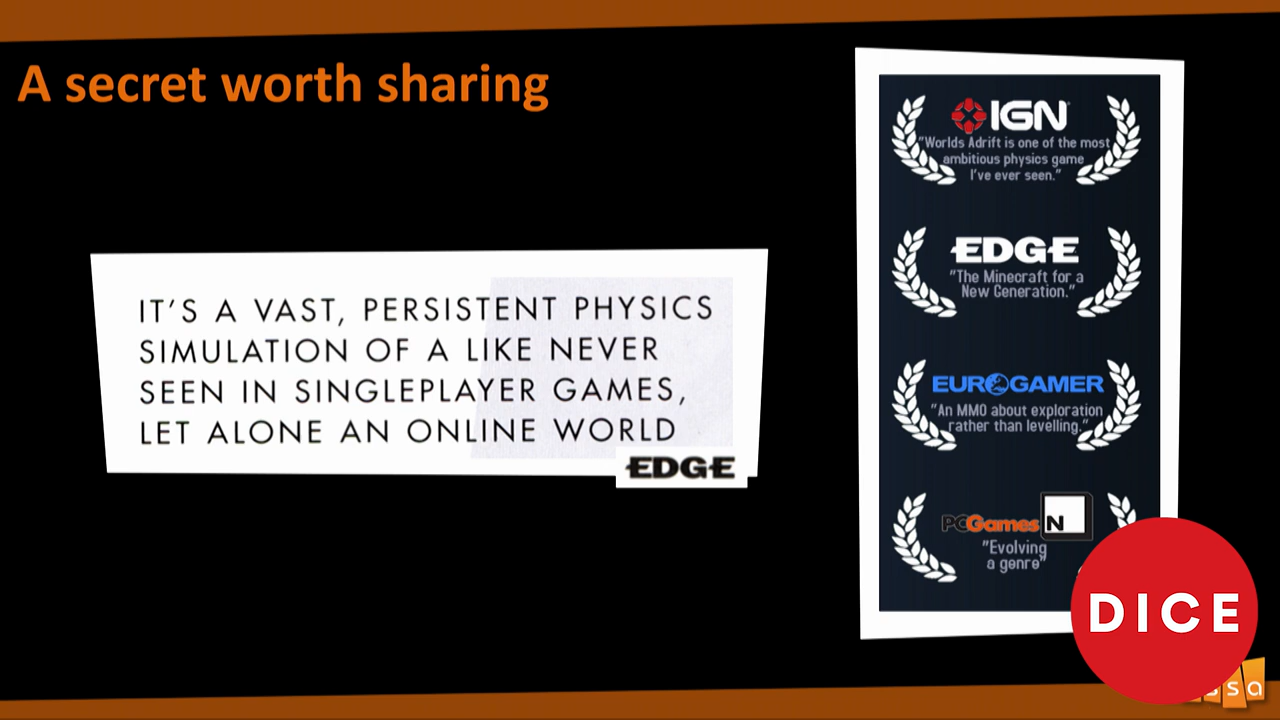 A secret worth sharing
IT'S A VAST, PERSISTENT PHYSICS
SIMULATION OF A LIKE NEVER
SEEN IN SINGLEPLAYER GAMES,
LET ALONE AN ONLINE WORLD
EDGE
IGN
"Worlds Adrift is one of the most
ambitious physics game
I've ever seen."
EDGE
"The Minecraft for a
New Generation."
EUROGAMER
"An MMO about exploration
rather than levelling."
PCGamesN
"Evolving
a genre"
DICE